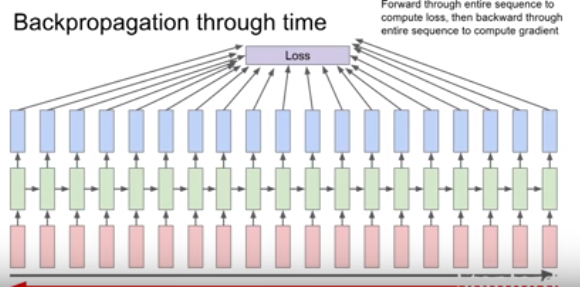 Backpropagation through time
Forward through entire sequence to
compute loss, then backward through
entire sequence to compute gradient
Loss